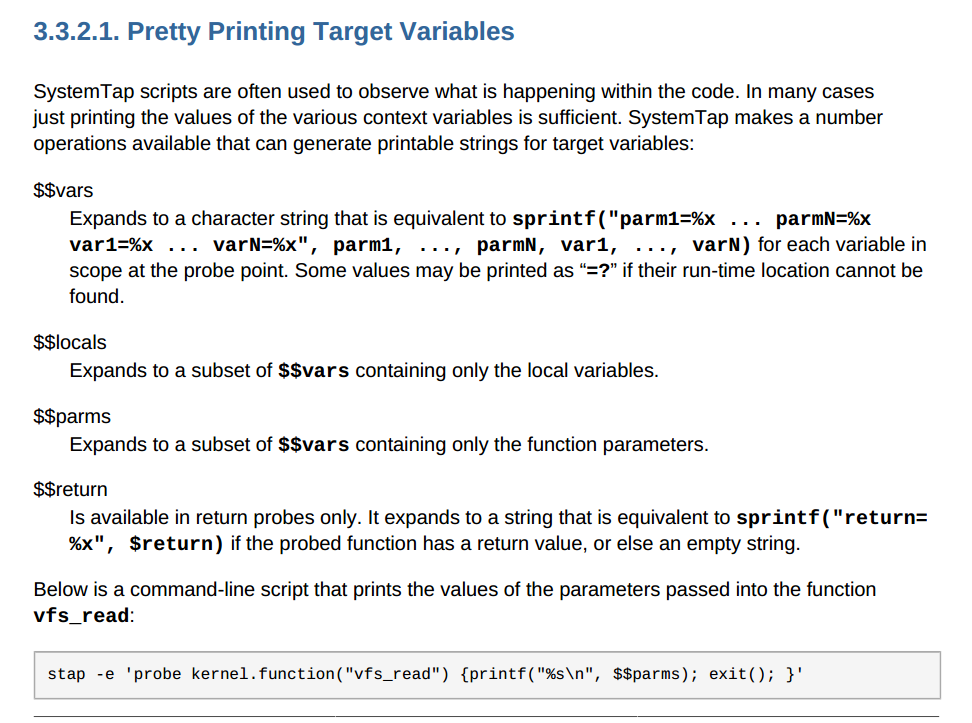 3.3.2.1. Pretty Printing Target Variables
SystemTap scripts are often used to observe what is happening within the code. In many cases
just printing the values of the various context variables is sufficient. SystemTap makes a number
operations available that can generate printable strings for target variables:
$$vars
Expands to a character string that is equivalent to sprintf("parm1=%x ... parmN=%x
var1=%x ... varN=%x", parm1, ..., parmN, var1, ..., varN) for each variable in
scope at the probe point. Some values may be printed as “=?” if their run-time location cannot be
found.
$$locals
Expands to a subset of $$vars containing only the local variables.
$$parms
Expands to a subset of $$vars containing only the function parameters.
$$return
Is available in return probes only. It expands to a string that is equivalent to sprintf("return=
%x", $return) if the probed function has a return value, or else an empty string.
Below is a command-line script that prints the values of the parameters passed into the function
vfs_read:
stap -e 'probe kernel.function("vfs_read") {printf("%s\n", $$parms); exit(); }'